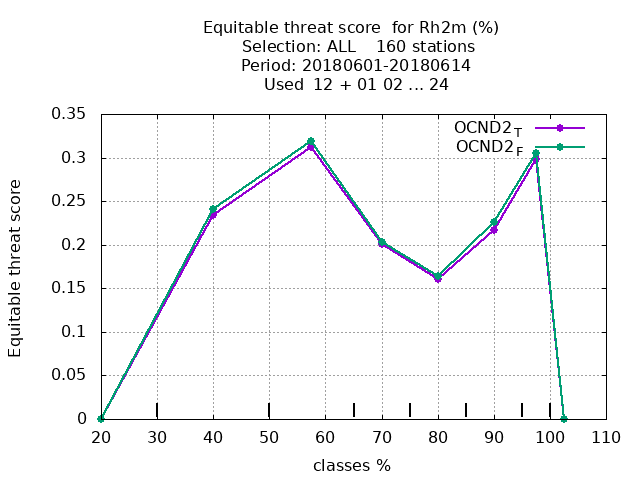 Equitable threat score  for Rh2m (%)
Selection: ALL    160 stations
Period: 20180601-20180614
Used  12 + 01 02 ... 24
OCND2T
OCND2F
0.35
0.3
0.25
0.2
0.15
0.1
0.05
0
Equitable threat score
20 30 40 50 60 70 80 90 100 110
classes %